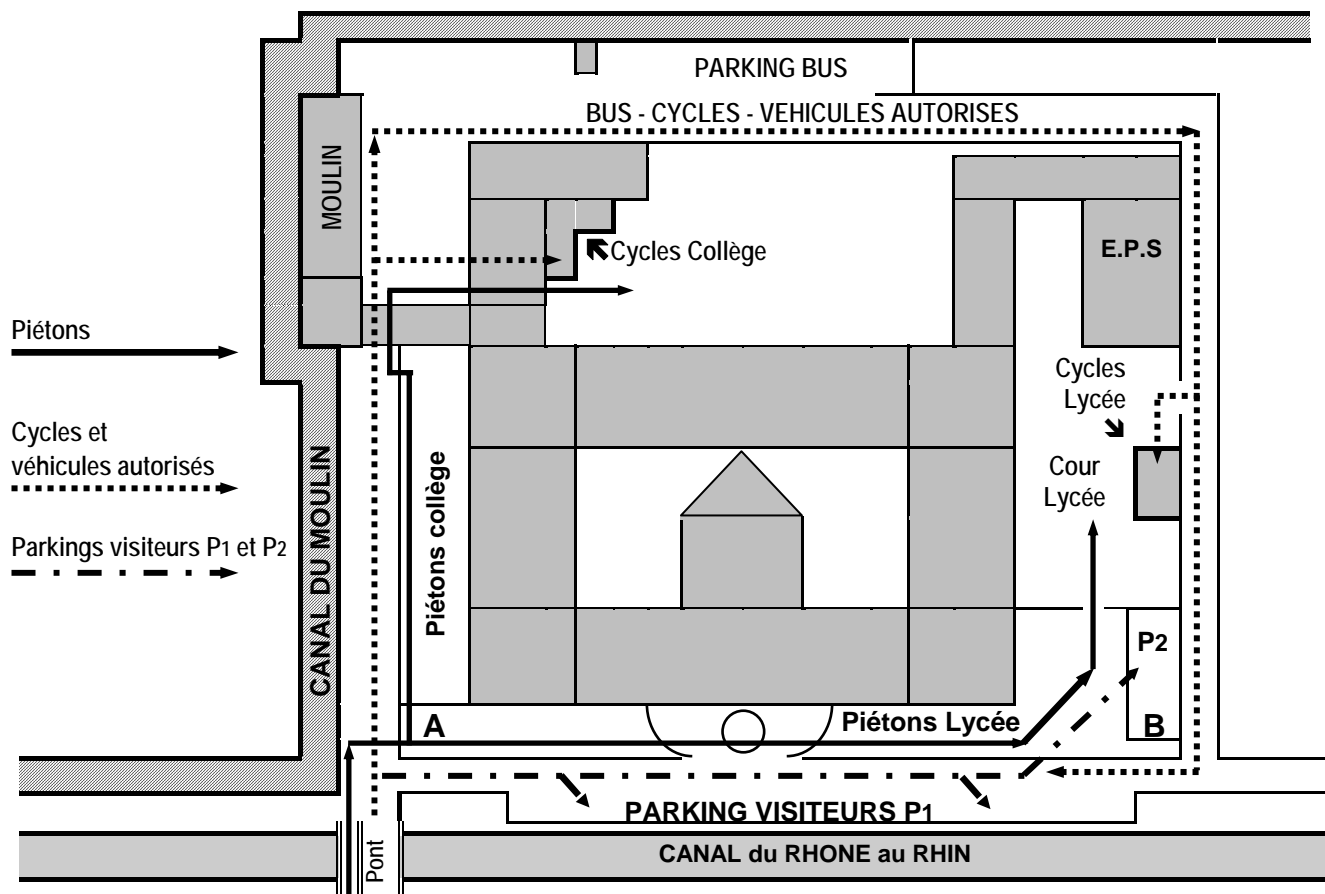 PARKING BUS
BUS - CYCLES - VEHICULES AUTORISES
MOULIN
Cycles Collège
E.P.S
Piétons
Cycles
Lycée
Cycles et
véhicules autorisés
Cour
Lycée
Parkings visiteurs P1 et P2
CANAL DU MOULIN
Piétons collège
P2
A
Piétons Lycée
B
PARKING VISITEURS P1
Pont
CANAL du RHONE au RHIN